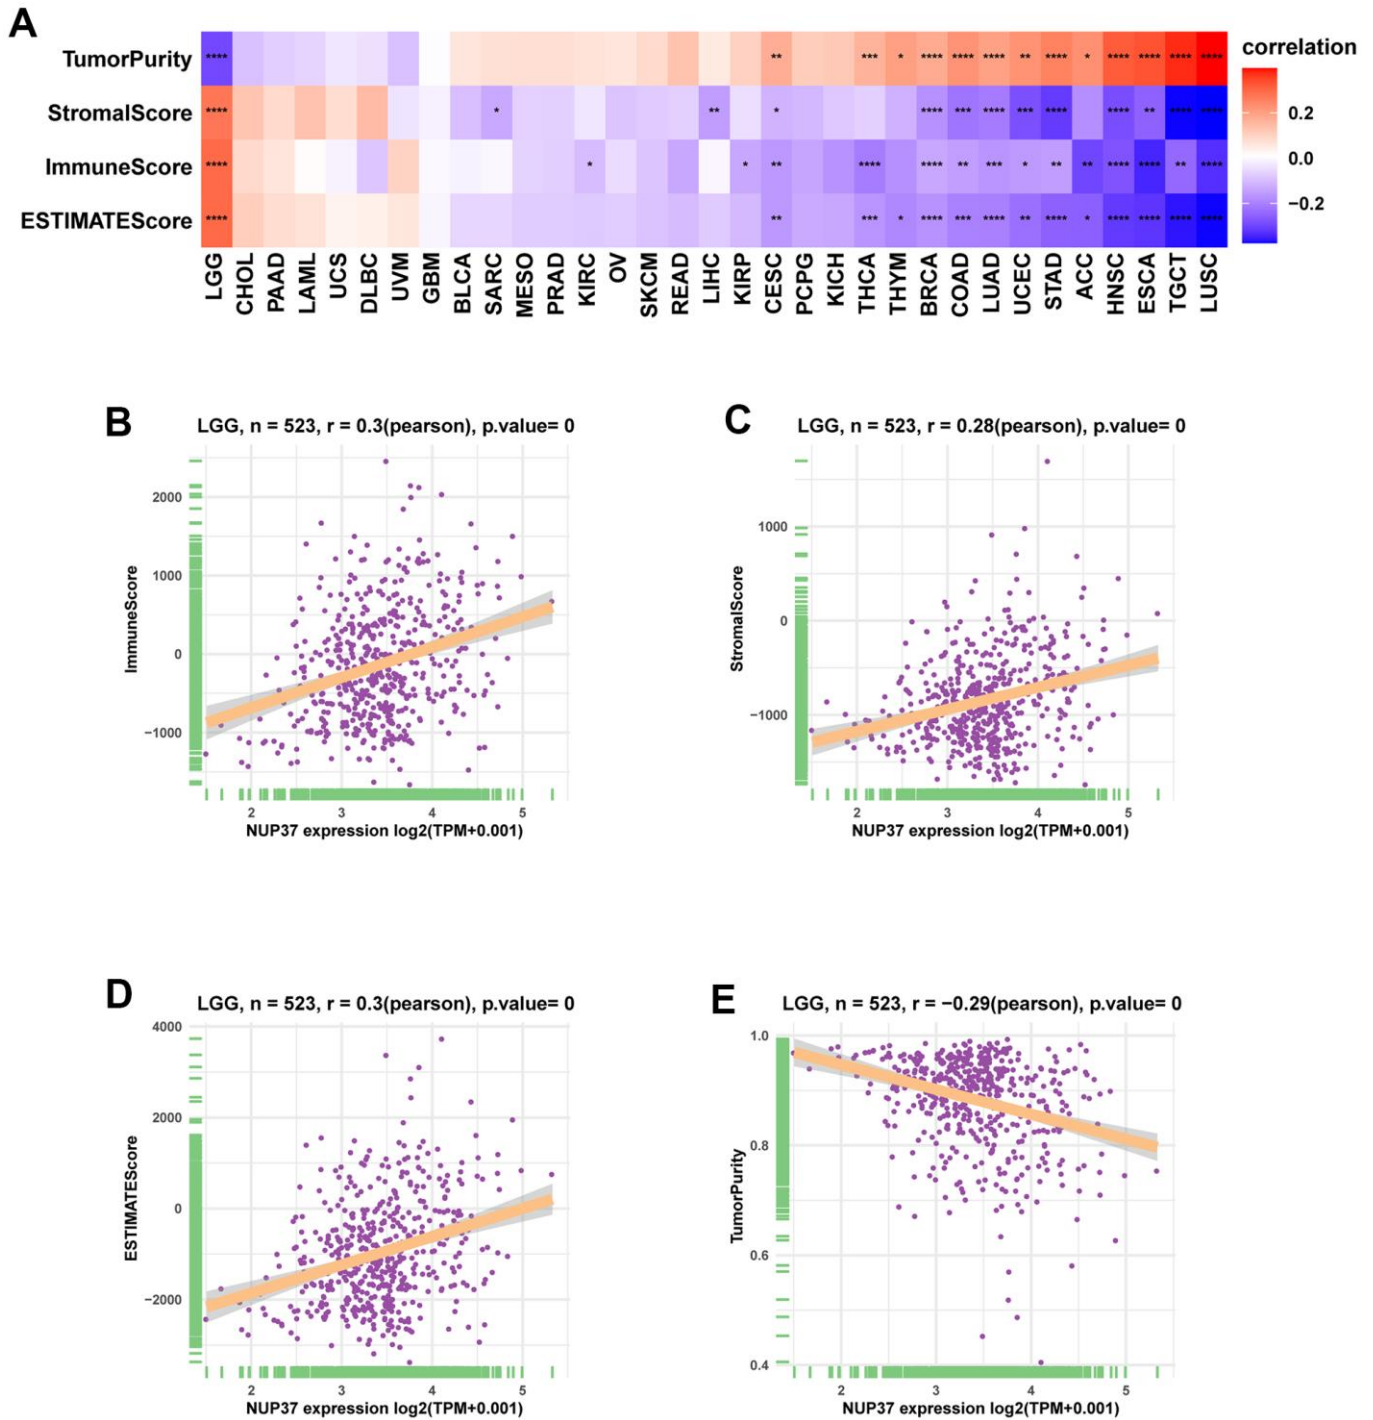 A
TumorPurity
**** ** *** * **** **** **** ** **** * **** **** **** ****
StromalScore
**** * ** * **** *** **** *** **** **** ** **** ****
ImmuneScore
**** * * ** **** **** ** *** * ** ** **** **** ** ****
ESTIMATEScore
**** ** *** * **** *** **** ** **** * **** **** **** ****
LGG CHOL PAAD LAML UCS DLBC UVM GBM BLCA SARC MESO PRAD KIRC OV SKCM READ LIHC KIRP CESC PCPG KICH THCA THYM BRCA COAD LUAD UCEC STAD ACC HNSC ESCA TGCT LUSC
correlation
0.2
0.0
−0.2
B
LGG, n = 523, r = 0.3(pearson), p.value= 0
ImmuneScore
2000
1000
0
−1000
2 3 4 5
NUP37 expression log2(TPM+0.001)
C
LGG, n = 523, r = 0.28(pearson), p.value= 0
StromalScore
1000
0
−1000
2 3 4 5
NUP37 expression log2(TPM+0.001)
D
LGG, n = 523, r = 0.3(pearson), p.value= 0
ESTIMATEScore
4000
2000
0
−2000
2 3 4 5
NUP37 expression log2(TPM+0.001)
E
LGG, n = 523, r = −0.29(pearson), p.value= 0
TumorPurity
1.0
0.8
0.6
0.4
2 3 4 5
NUP37 expression log2(TPM+0.001)